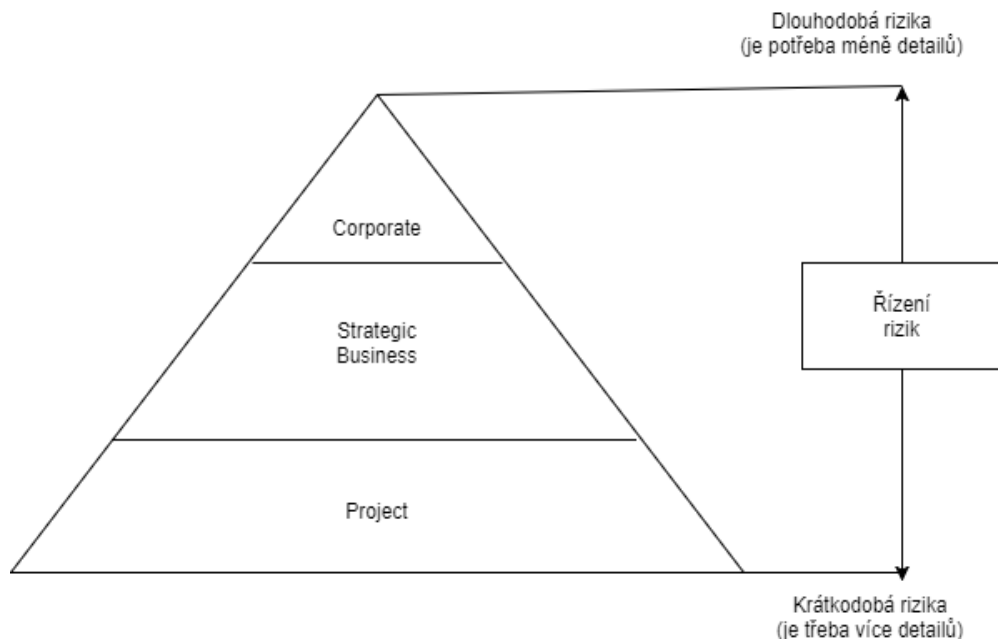 Dlouhodobá rizika
(je potřeba méně detailů)
Corporate
Strategic
Business
Řízení
rizik
Project
Krátkodobá rizika
(je třeba více detailů)